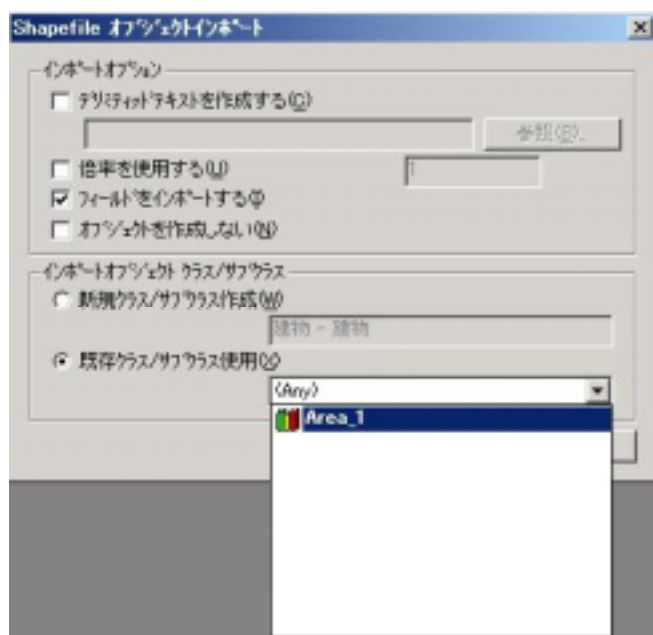 Shapefile ｵﾌﾞｼﾞｪｸﾄｲﾝﾎﾟｰﾄ
ｲﾝﾎﾟｰﾄｵﾌﾟｼｮﾝ
ﾃﾞﾘﾐﾃｨｯﾄﾞﾃｷｽﾄを作成する(C)
参照(B)...
倍率を使用する(U)
1
ﾌｨｰﾙﾄﾞをｲﾝﾎﾟｰﾄする(I)
ｵﾌﾞｼﾞｪｸﾄを作成しない(N)
ｲﾝﾎﾟｰﾄｵﾌﾞｼﾞｪｸﾄ ｸﾗｽ/ｻﾌﾞｸﾗｽ
新規ｸﾗｽ/ｻﾌﾞｸﾗｽ作成(W)
建物 - 建物
既存ｸﾗｽ/ｻﾌﾞｸﾗｽ使用(X)
(Any)
Area_1